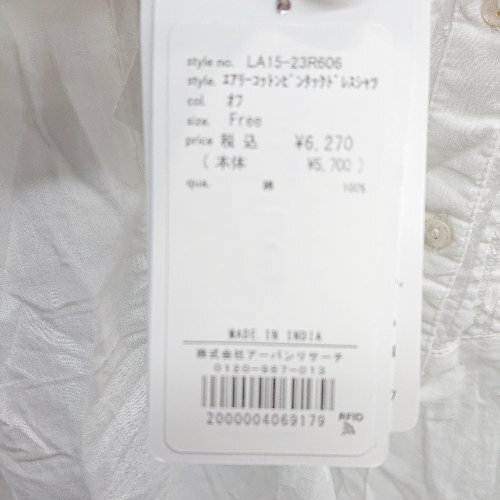 style no. LA15-23R606
style. エアリーコットンピンタックドレスシャツ
col. オフ
size. Free
price 税込 ¥6,270
(本体 ¥5,700)
qua. 綿 100%
MADE IN INDIA
株式会社アーバンリサーチ
0120-987-013
2000004069179
RFID